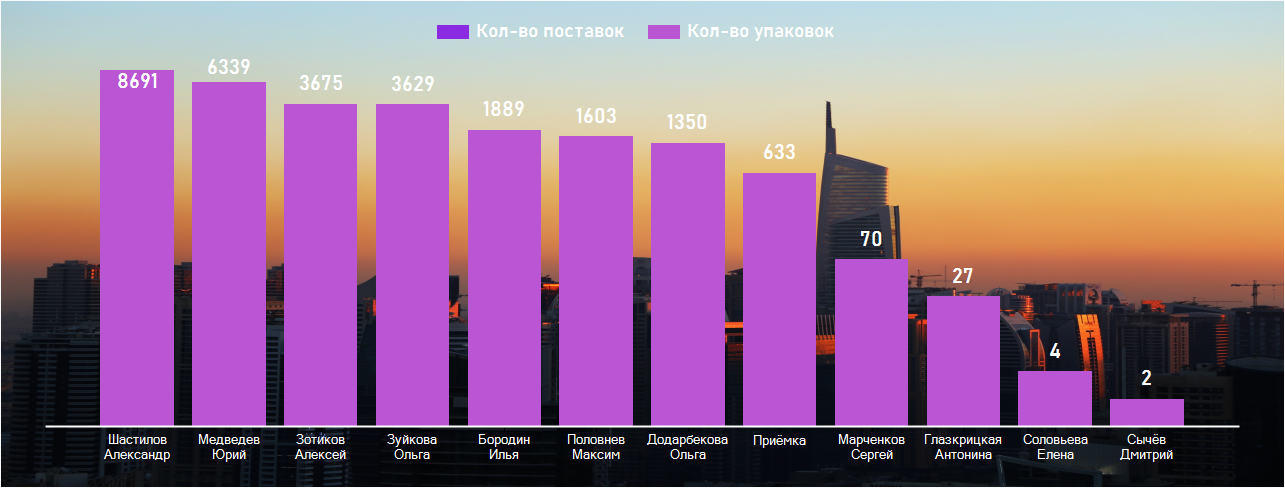 Кол-во поставок Кол-во упаковок
8691 6339 3675 3629 1889 1603 1350 633 70 27 4 2
Шастилов Медведев Зотиков Зуйкова Бородин Половнев Додарбекова Приёмка Марченков Глазкрицкая Соловьева Сычёв
Александр Юрий Алексей Ольга Илья Максим Ольга Сергей Антонина Елена Дмитрий